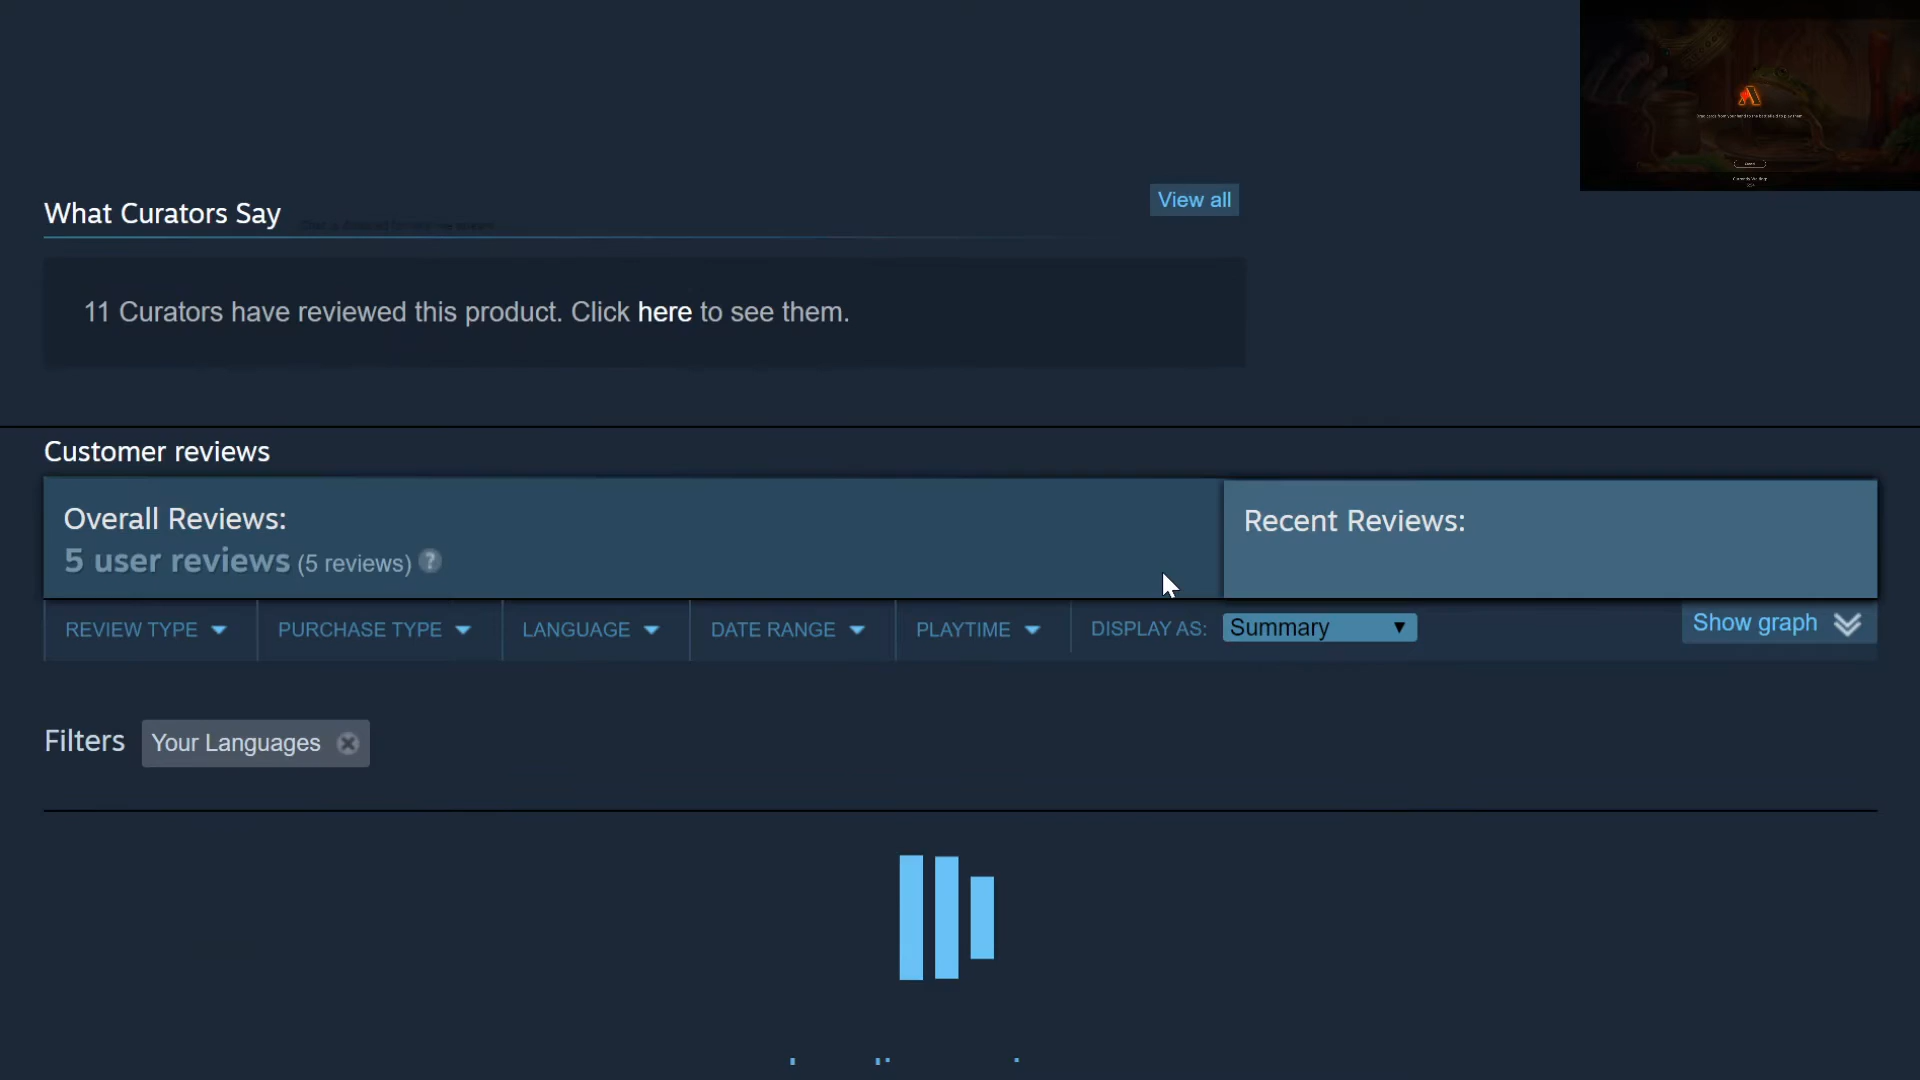 What Curators Say
View all
11 Curators have reviewed this product. Click here to see them.
Customer reviews
Overall Reviews:
5 user reviews (5 reviews) ?
Recent Reviews:
REVIEW TYPE
PURCHASE TYPE
LANGUAGE
DATE RANGE
PLAYTIME
DISPLAY AS:
Summary
Show graph
Filters
Your Languages